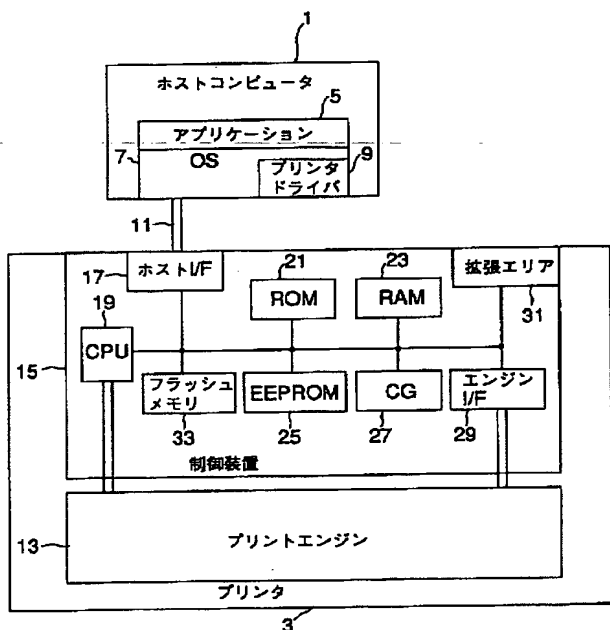 1
ホストコンピュータ
5
アプリケーション
7
OS
9
プリンタ
ドライバ
11
17
ホストI/F
21
ROM
23
RAM
拡張エリア
31
19
CPU
15
フラッシュ
メモリ
33
EEPROM
25
CG
27
エンジン
I/F
29
制御装置
13
プリントエンジン
プリンタ
3